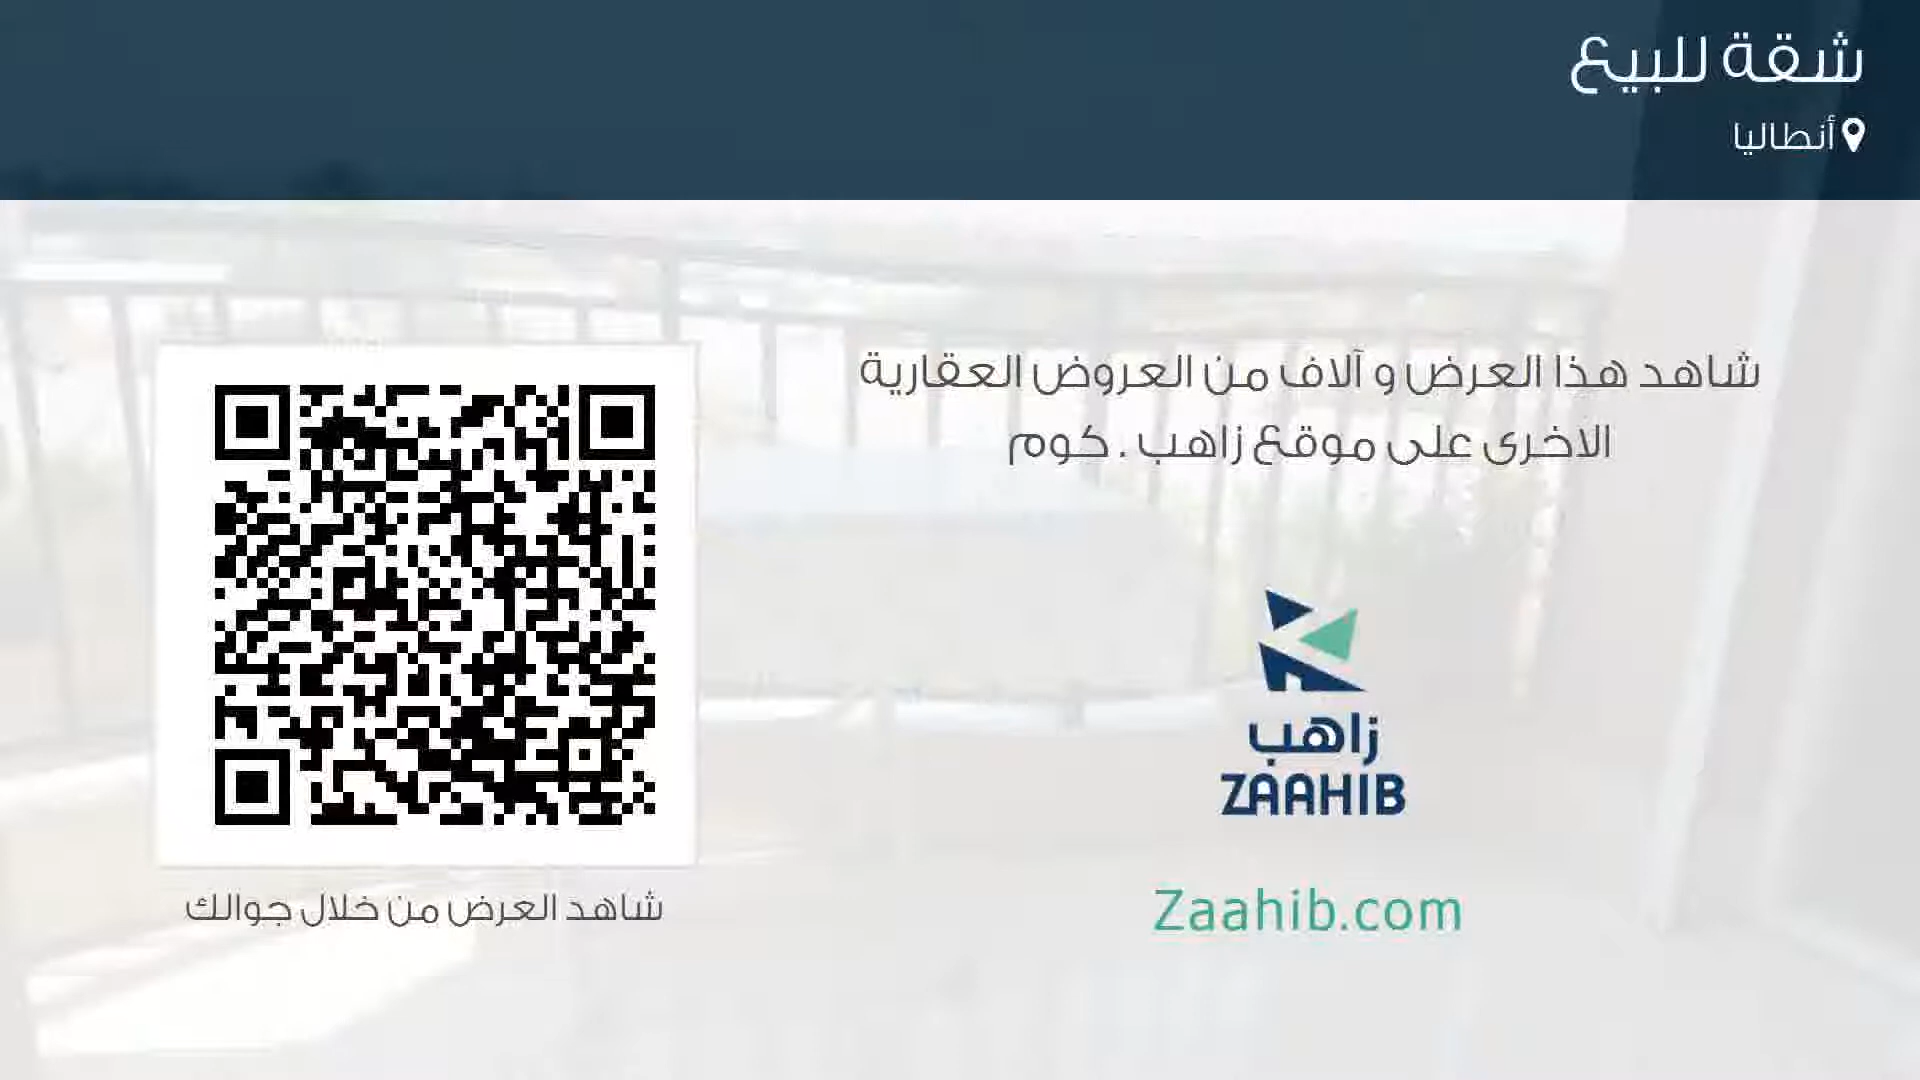 شقة للبيع
أنطاليا
شاهد هذا العرض و آلاف من العروض العقارية
الاخرى على موقع زاهب . كوم
زاهب
ZAAHIB
Zaahib.com
شاهد العرض من خلال جوالك